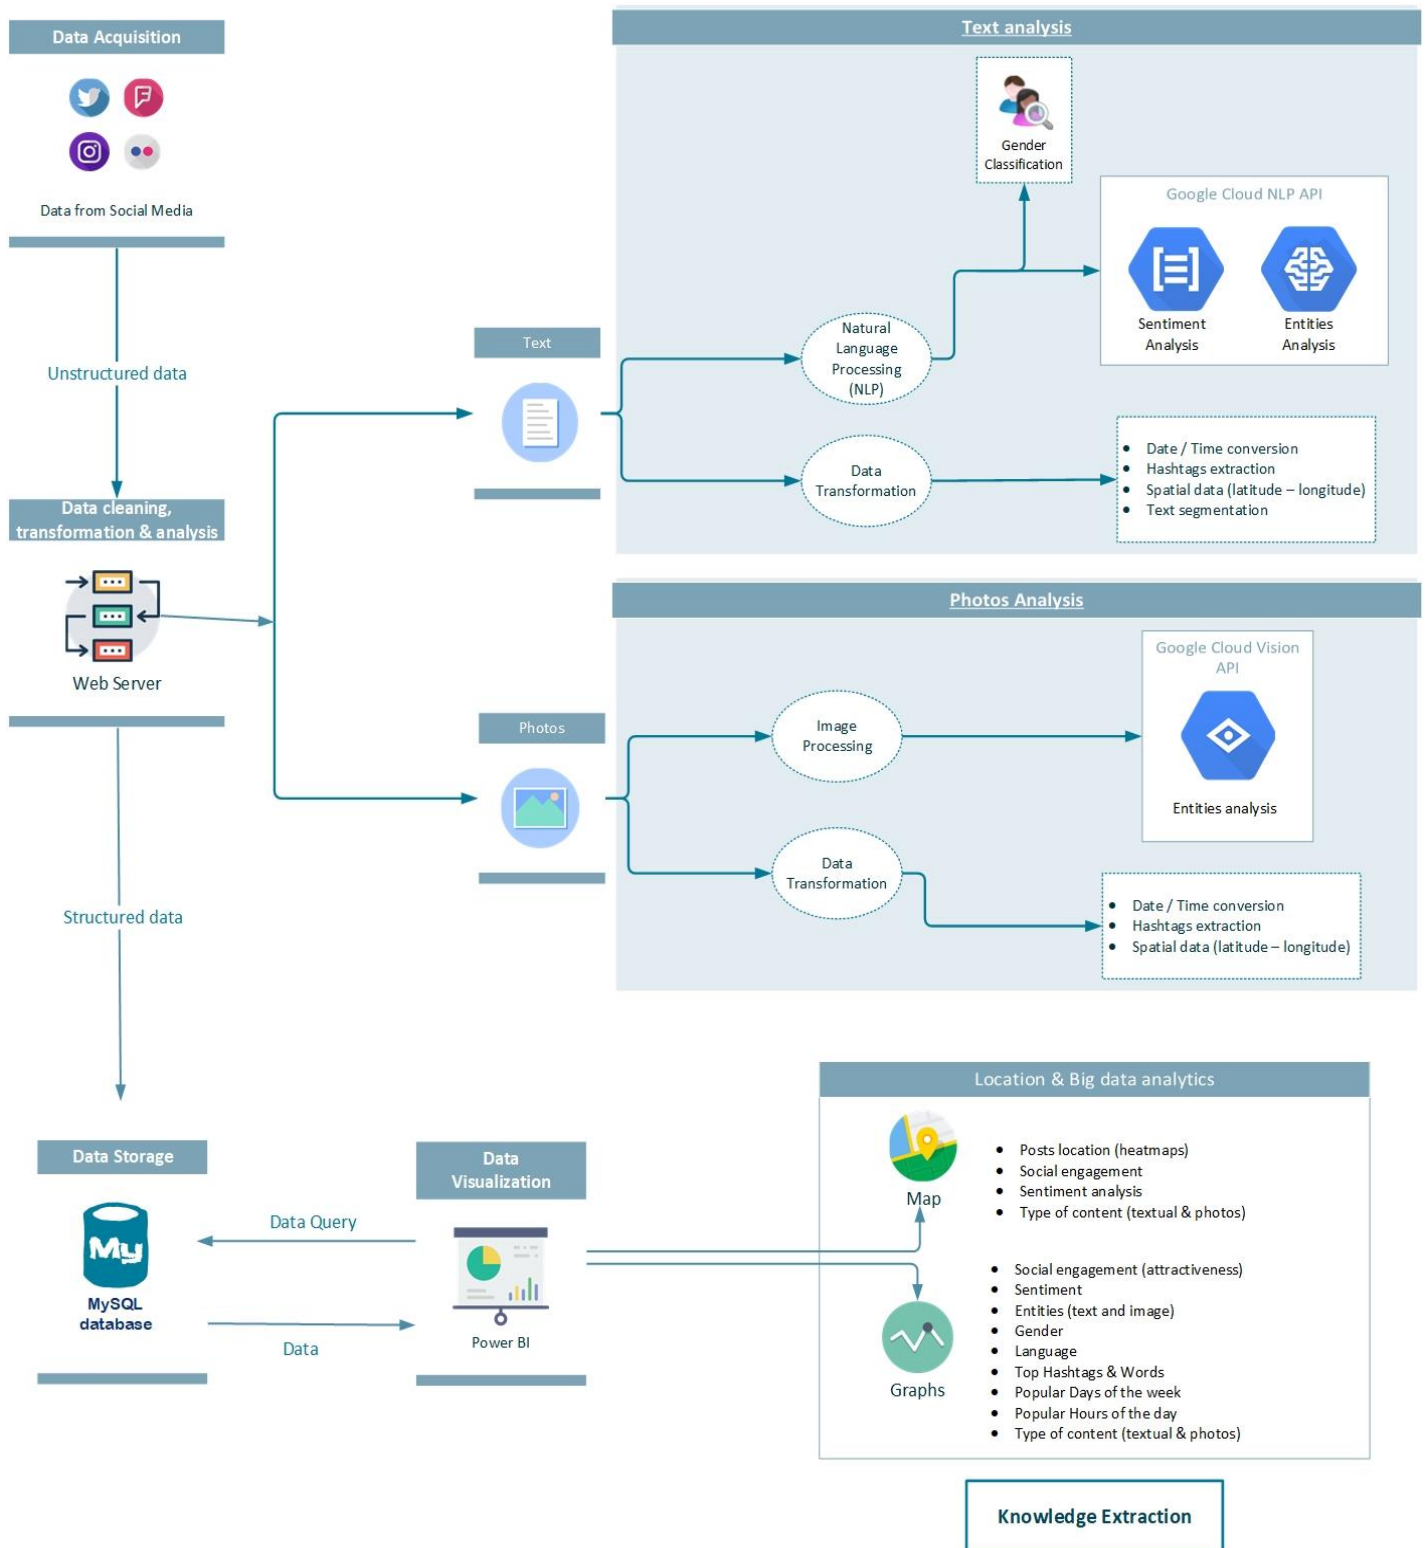 Data Acquisition
Data from Social Media
Unstructured data
Data cleaning,
transformation & analysis
Web Server
Structured data
Text
Photos
Text analysis
Gender
Classification
Google Cloud NLP API
Sentiment
Analysis
Entities
Analysis
Natural
Language
Processing
(NLP)
Data
Transformation
• Date / Time conversion
• Hashtags extraction
• Spatial data (latitude – longitude)
• Text segmentation
Photos Analysis
Google Cloud Vision
API
Entities analysis
Image
Processing
Data
Transformation
• Date / Time conversion
• Hashtags extraction
• Spatial data (latitude – longitude)
Data Storage
My
MySQL
database
Data Query
Data
Data
Visualization
Power BI
Location & Big data analytics
Map
• Posts location (heatmaps)
• Social engagement
• Sentiment analysis
• Type of content (textual & photos)
Graphs
• Social engagement (attractiveness)
• Sentiment
• Entities (text and image)
• Gender
• Language
• Top Hashtags & Words
• Popular Days of the week
• Popular Hours of the day
• Type of content (textual & photos)
Knowledge Extraction